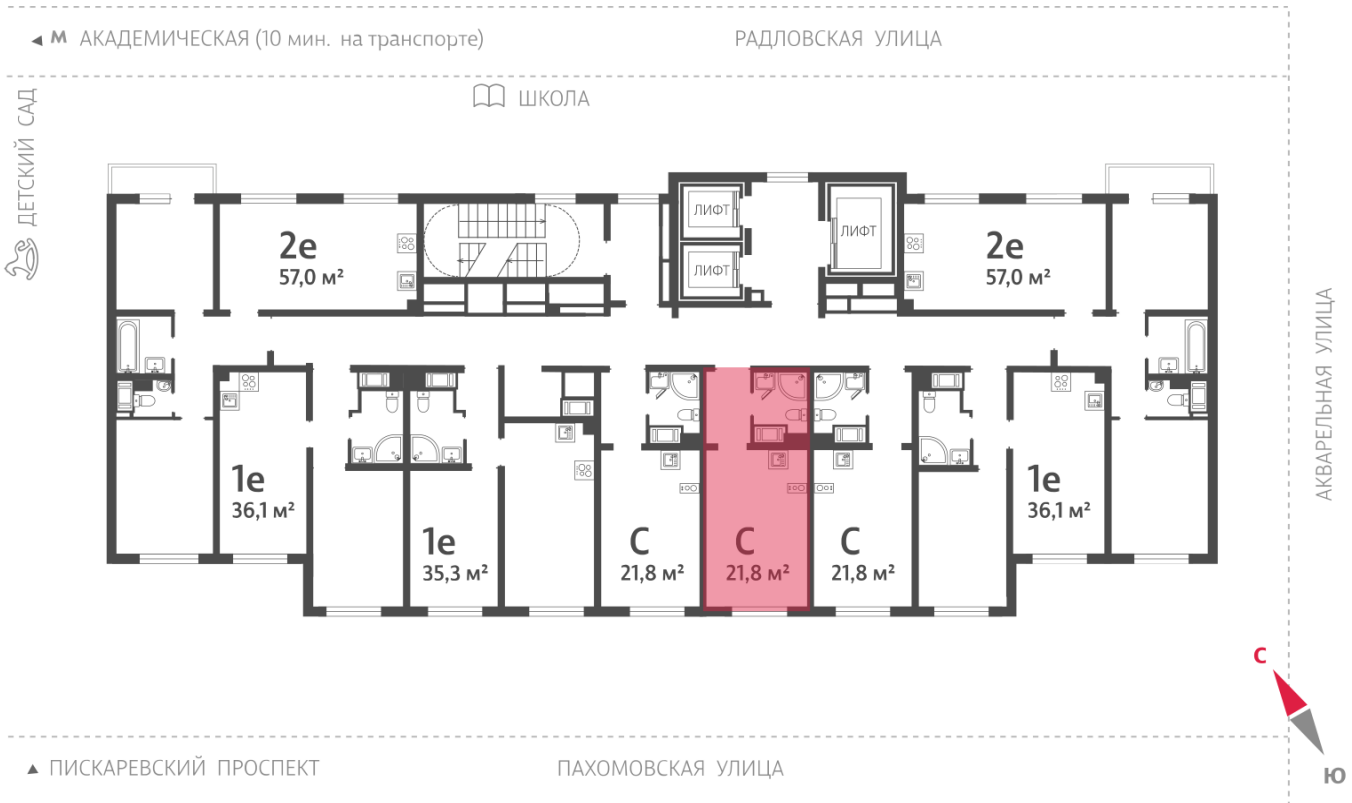 М АКАДЕМИЧЕСКАЯ (10 мин. на транспорте)
РАДЛОВСКАЯ УЛИЦА
ШКОЛА
ДЕТСКИЙ САД
ЛИФТ
ЛИФТ
ЛИФТ
2е
57,0 м²
2е
57,0 м²
АКВАРЕЛЬНАЯ УЛИЦА
1е
36,1 м²
1е
35,3 м²
С
21,8 м²
С
21,8 м²
С
21,8 м²
1е
36,1 м²
С
Ю
ПИСКАРЕВСКИЙ ПРОСПЕКТ
ПАХОМОВСКАЯ УЛИЦА